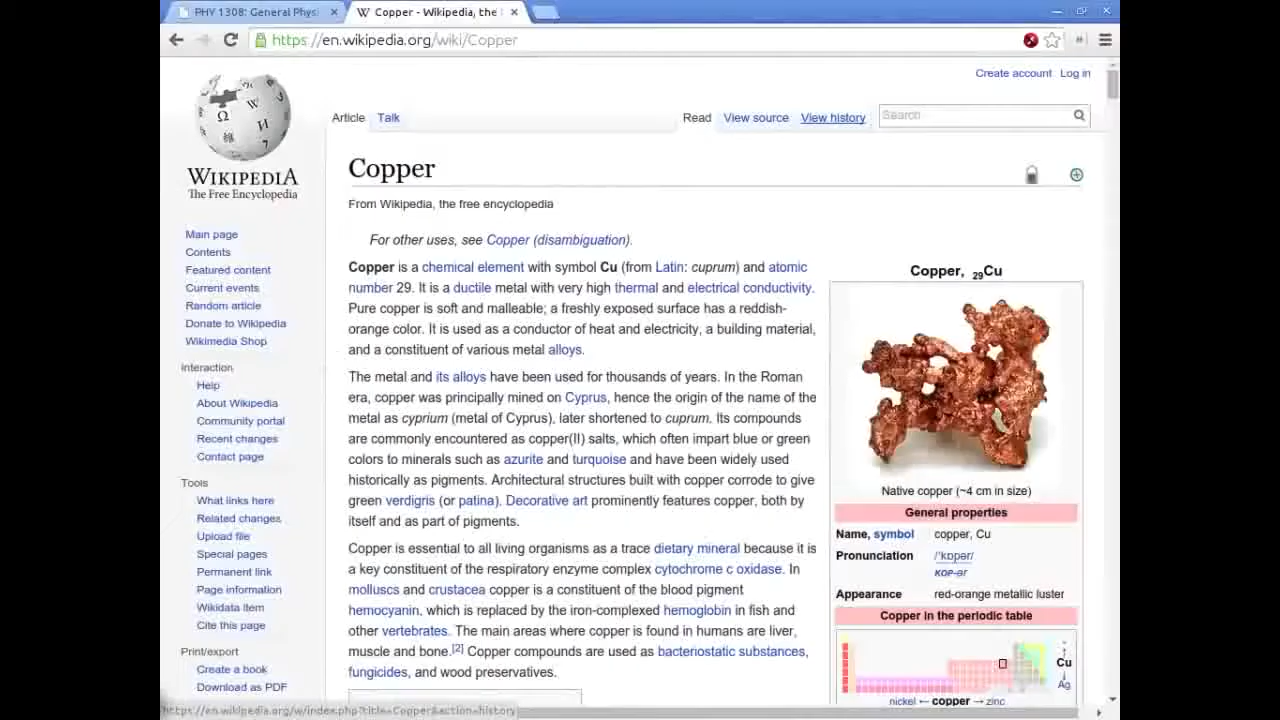 PHY 1308: General Physi
Copper - Wikipedia, the
https://en.wikipedia.org/wiki/Copper
Create account Log in
Article Talk Read View source View history Search
WIKIPEDIA
The Free Encyclopedia
Main page
Contents
Featured content
Current events
Random article
Donate to Wikipedia
Wikimedia Shop
Interaction
Help
About Wikipedia
Community portal
Recent changes
Contact page
Tools
What links here
Related changes
Upload file
Special pages
Permanent link
Page information
Wikidata item
Cite this page
Print/export
Create a book
Download as PDF
Copper
From Wikipedia, the free encyclopedia
For other uses, see Copper (disambiguation).
Copper is a chemical element with symbol Cu (from Latin: cuprum) and atomic
number 29. It is a ductile metal with very high thermal and electrical conductivity.
Pure copper is soft and malleable; a freshly exposed surface has a reddish-
orange color. It is used as a conductor of heat and electricity, a building material,
and a constituent of various metal alloys.
The metal and its alloys have been used for thousands of years. In the Roman
era, copper was principally mined on Cyprus, hence the origin of the name of the
metal as cyprium (metal of Cyprus), later shortened to cuprum. Its compounds
are commonly encountered as copper(II) salts, which often impart blue or green
colors to minerals such as azurite and turquoise and have been widely used
historically as pigments. Architectural structures built with copper corrode to give
green verdigris (or patina). Decorative art prominently features copper, both by
itself and as part of pigments.
Copper is essential to all living organisms as a trace dietary mineral because it is
a key constituent of the respiratory enzyme complex cytochrome c oxidase. In
molluscs and crustacea copper is a constituent of the blood pigment
hemocyanin, which is replaced by the iron-complexed hemoglobin in fish and
other vertebrates. The main areas where copper is found in humans are liver,
muscle and bone.[2] Copper compounds are used as bacteriostatic substances,
fungicides, and wood preservatives.
Copper, 29Cu
Native copper (~4 cm in size)
General properties
Name, symbol copper, Cu
Pronunciation /ˈkɒpər/
KOP-ər
Appearance red-orange metallic luster
Copper in the periodic table
↑
Cu
↓
Ag
nickel ← copper → zinc
https://en.wikipedia.org/w/index.php?title=Copper&action=history